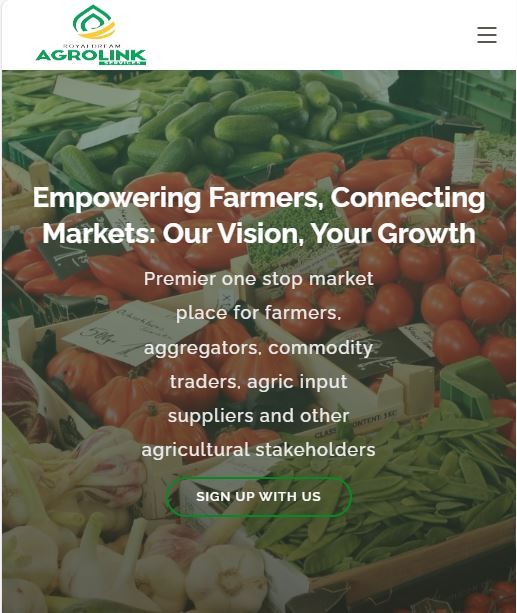 ROYALDREAM
AGROLINK
SERVICES
Empowering Farmers, Connecting
Markets: Our Vision, Your Growth
Premier one stop market
place for farmers,
aggregators, commodity
traders, agric input
suppliers and other
agricultural stakeholders
SIGN UP WITH US